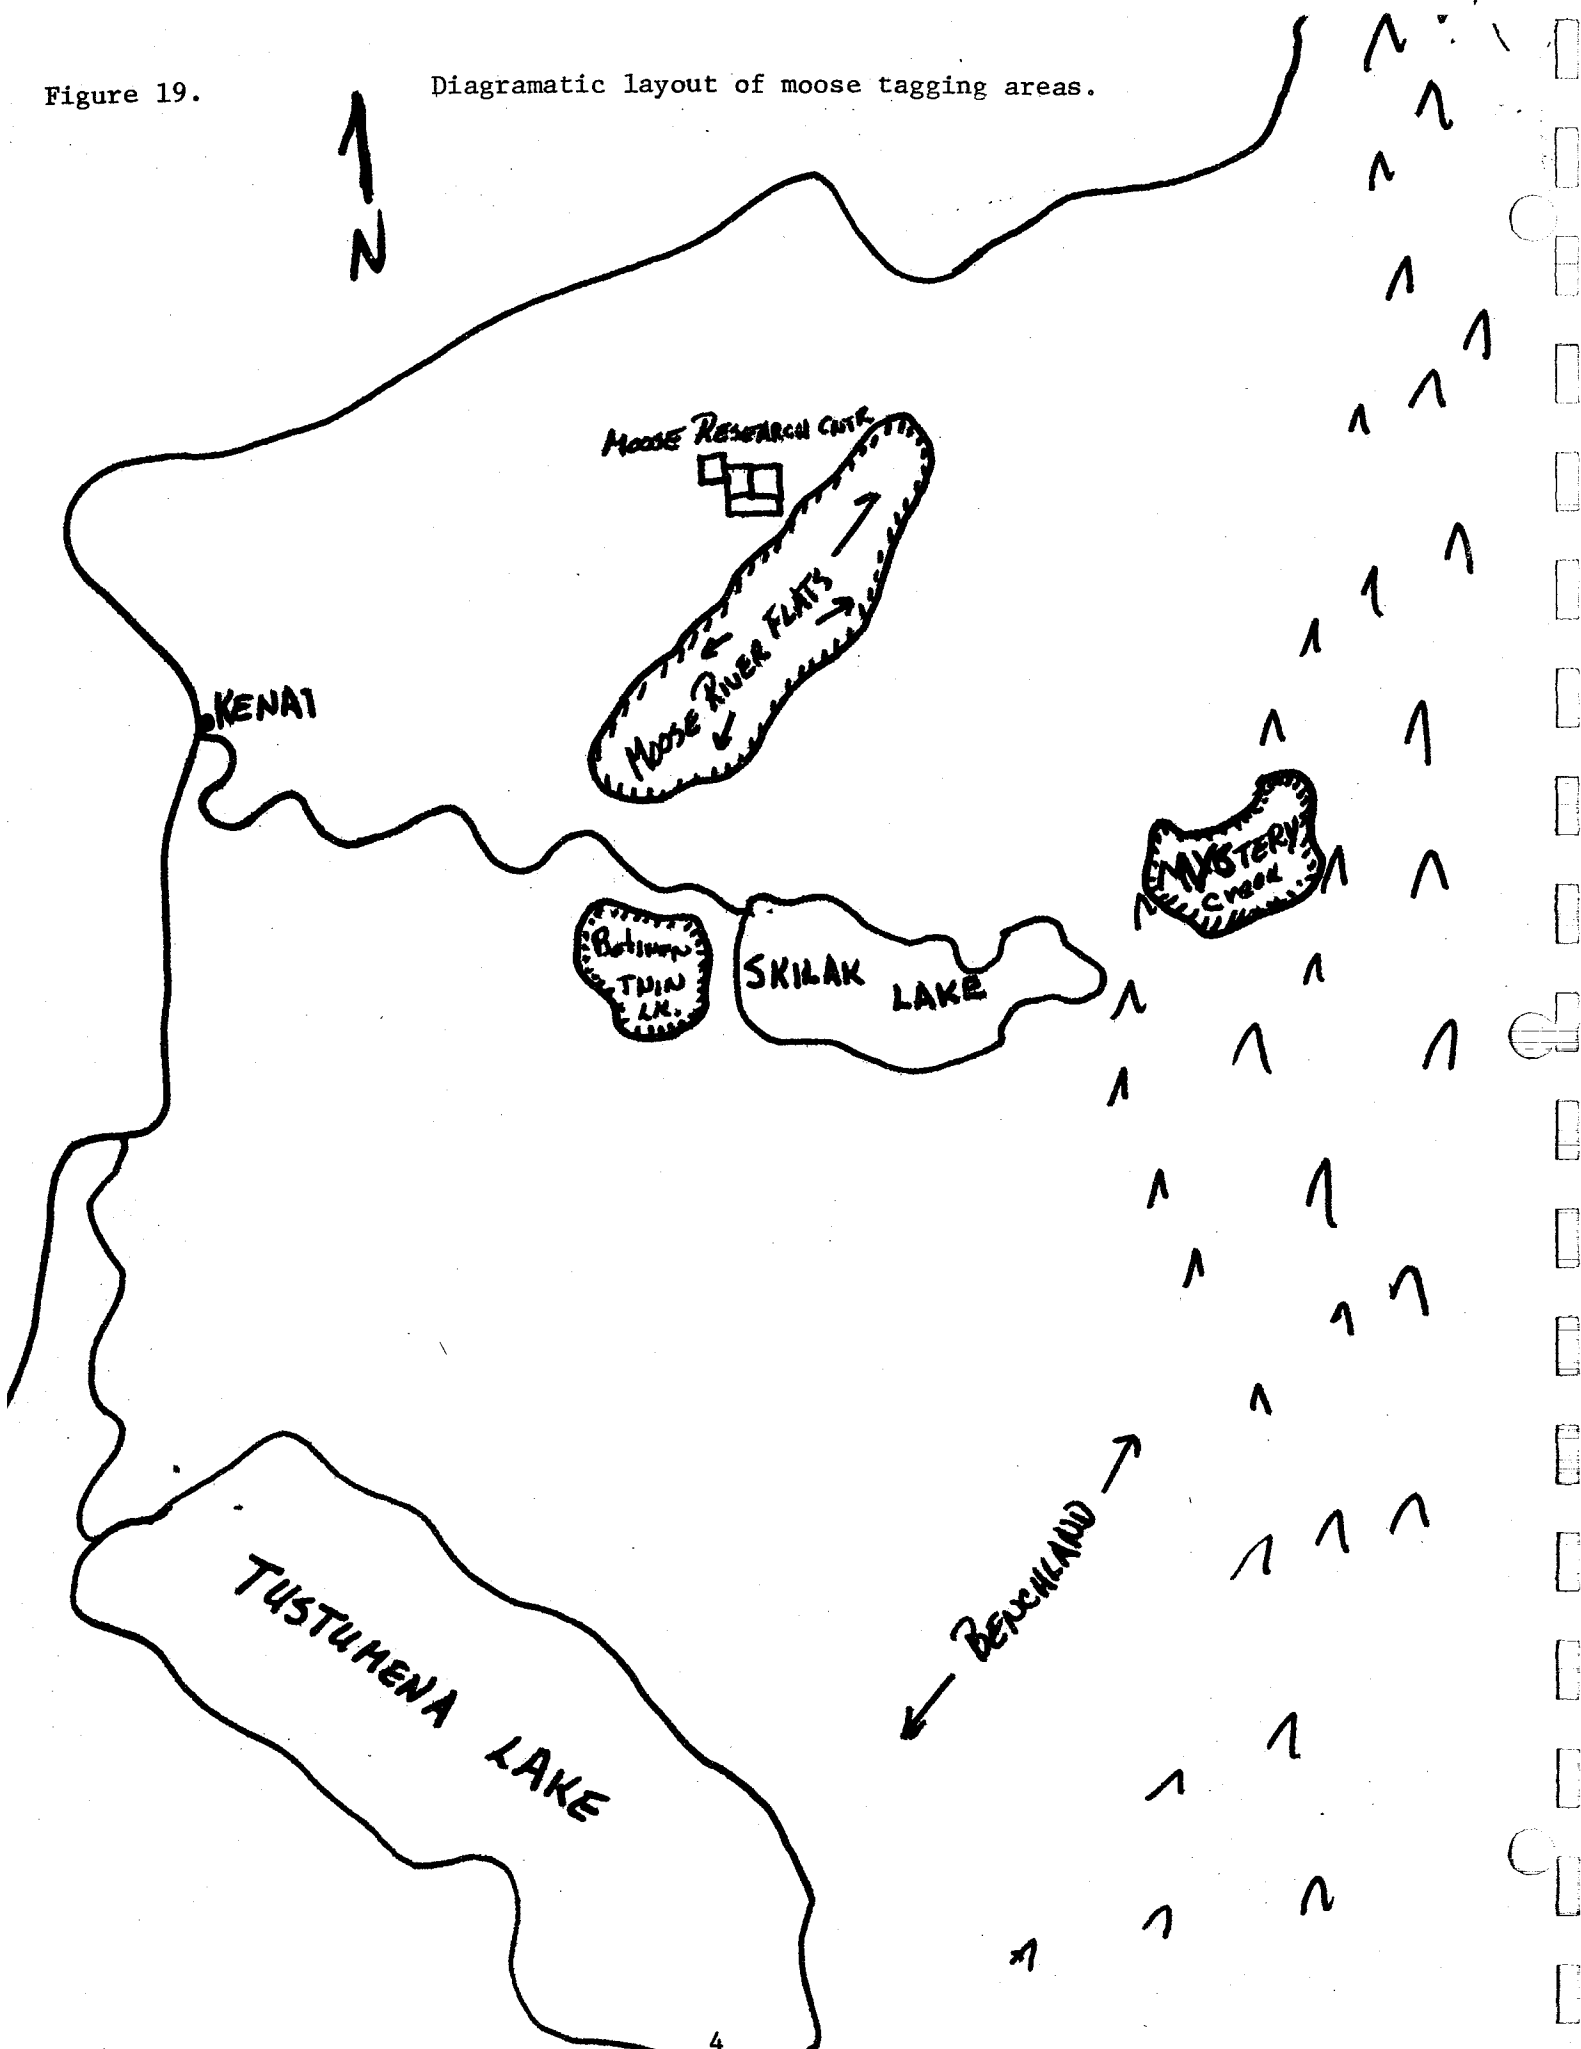 Figure 19.
Diagramatic layout of moose tagging areas.
N
MOOSE RESEARCH CNTR
MOOSE RIVER FLATS
KENAI
MYSTERY
CREEK
BOTTINEN
TWIN
LK.
SKILAK LAKE
BENCHLAND
TUSTUMENA LAKE
4